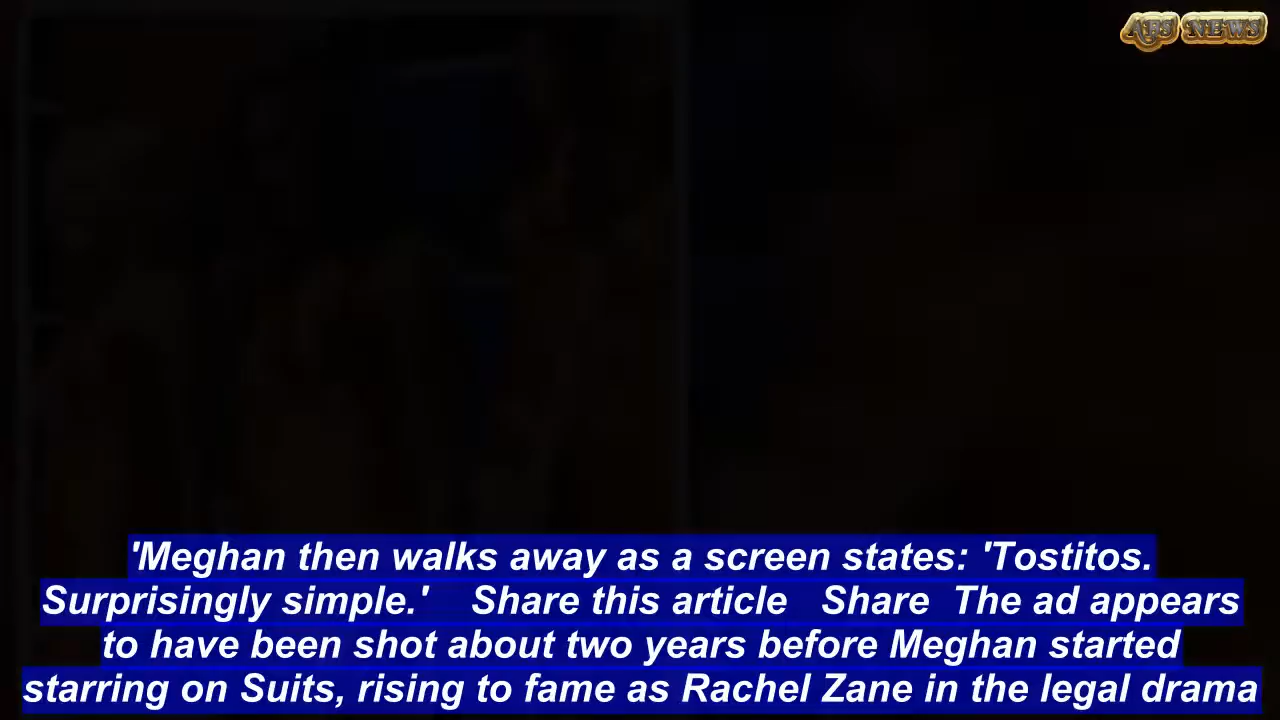 ABS NEWS
'Meghan then walks away as a screen states: 'Tostitos.
Surprisingly simple.'    Share this article   Share  The ad appears
to have been shot about two years before Meghan started
starring on Suits, rising to fame as Rachel Zane in the legal drama